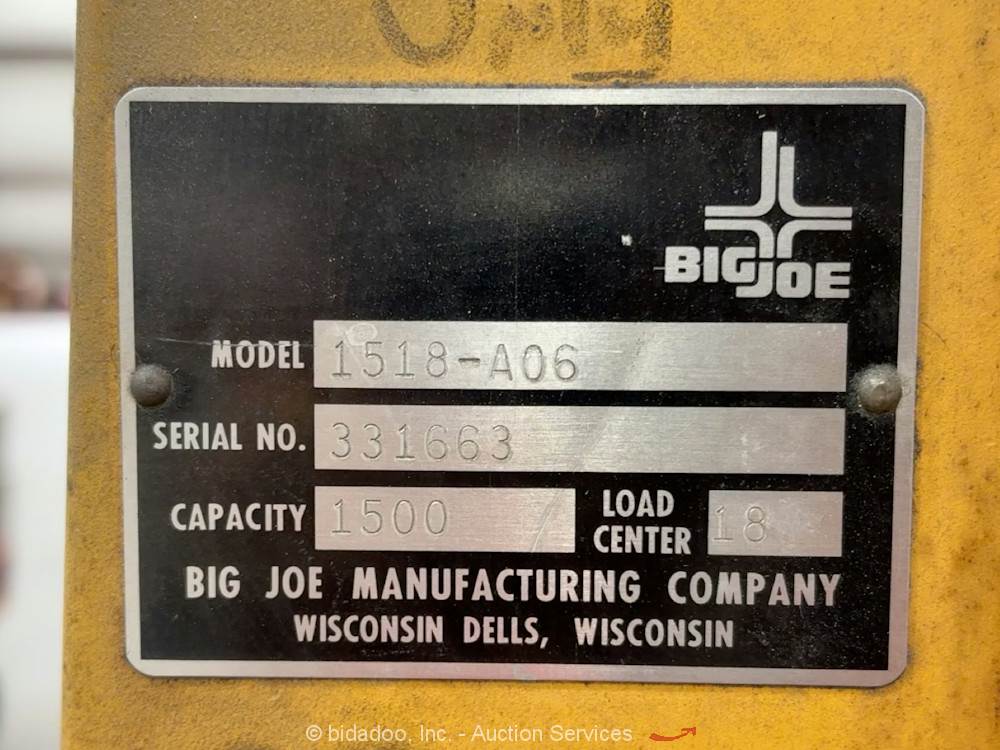 BIG JOE
MODEL 1518-A06
SERIAL NO. 331663
CAPACITY 1500 LOAD CENTER 18
BIG JOE MANUFACTURING COMPANY
WISCONSIN DELLS, WISCONSIN
© bidadoo, Inc. - Auction Services